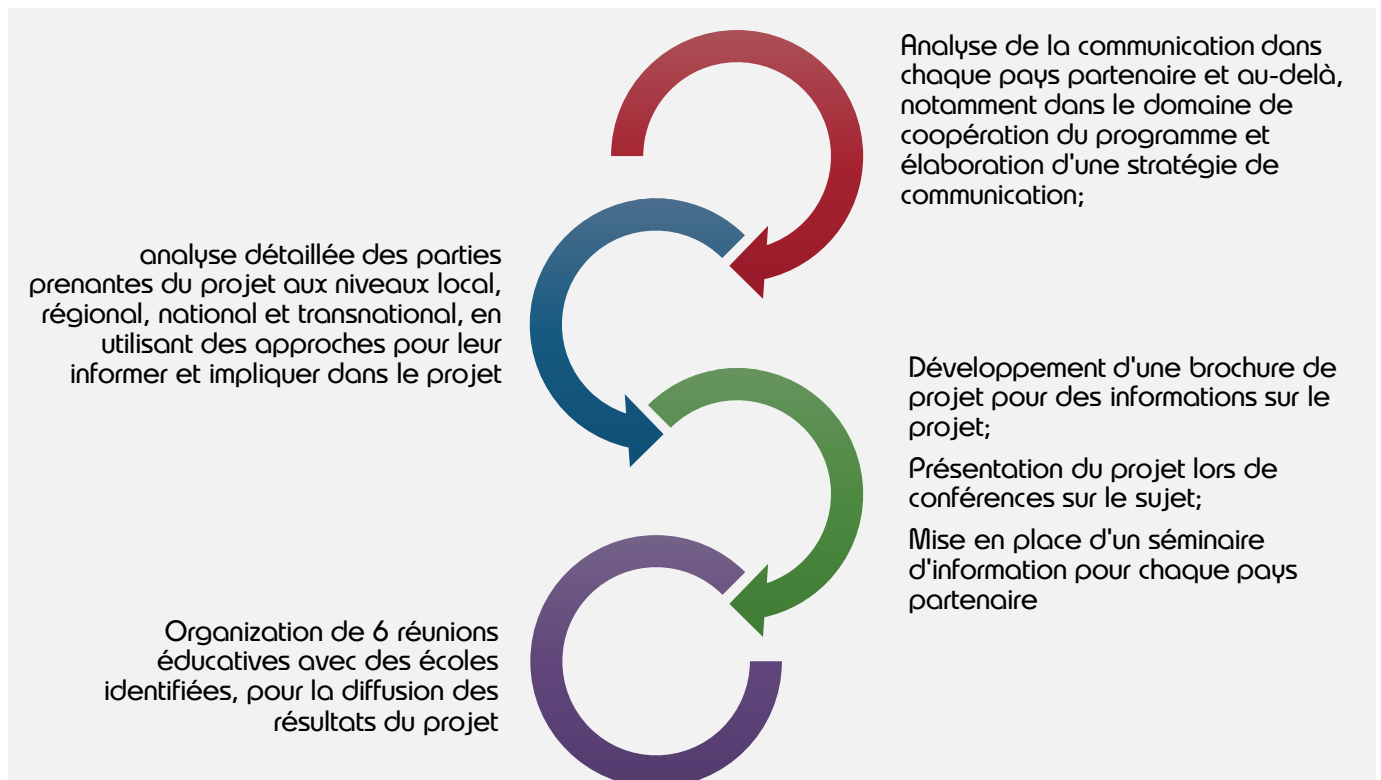 Analyse de la communication dans
chaque pays partenaire et au-delà,
notamment dans le domaine de
coopération du programme et
élaboration d'une stratégie de
communication;
analyse détaillée des parties
prenantes du projet aux niveaux local,
régional, national et transnational, en
utilisant des approches pour leur
informer et impliquer dans le projet
Développement d'une brochure de
projet pour des informations sur le
projet;
Présentation du projet lors de
conférences sur le sujet;
Mise en place d'un séminaire
d'information pour chaque pays
partenaire
Organization de 6 réunions
éducatives avec des écoles
identifiées, pour la diffusion des
résultats du projet